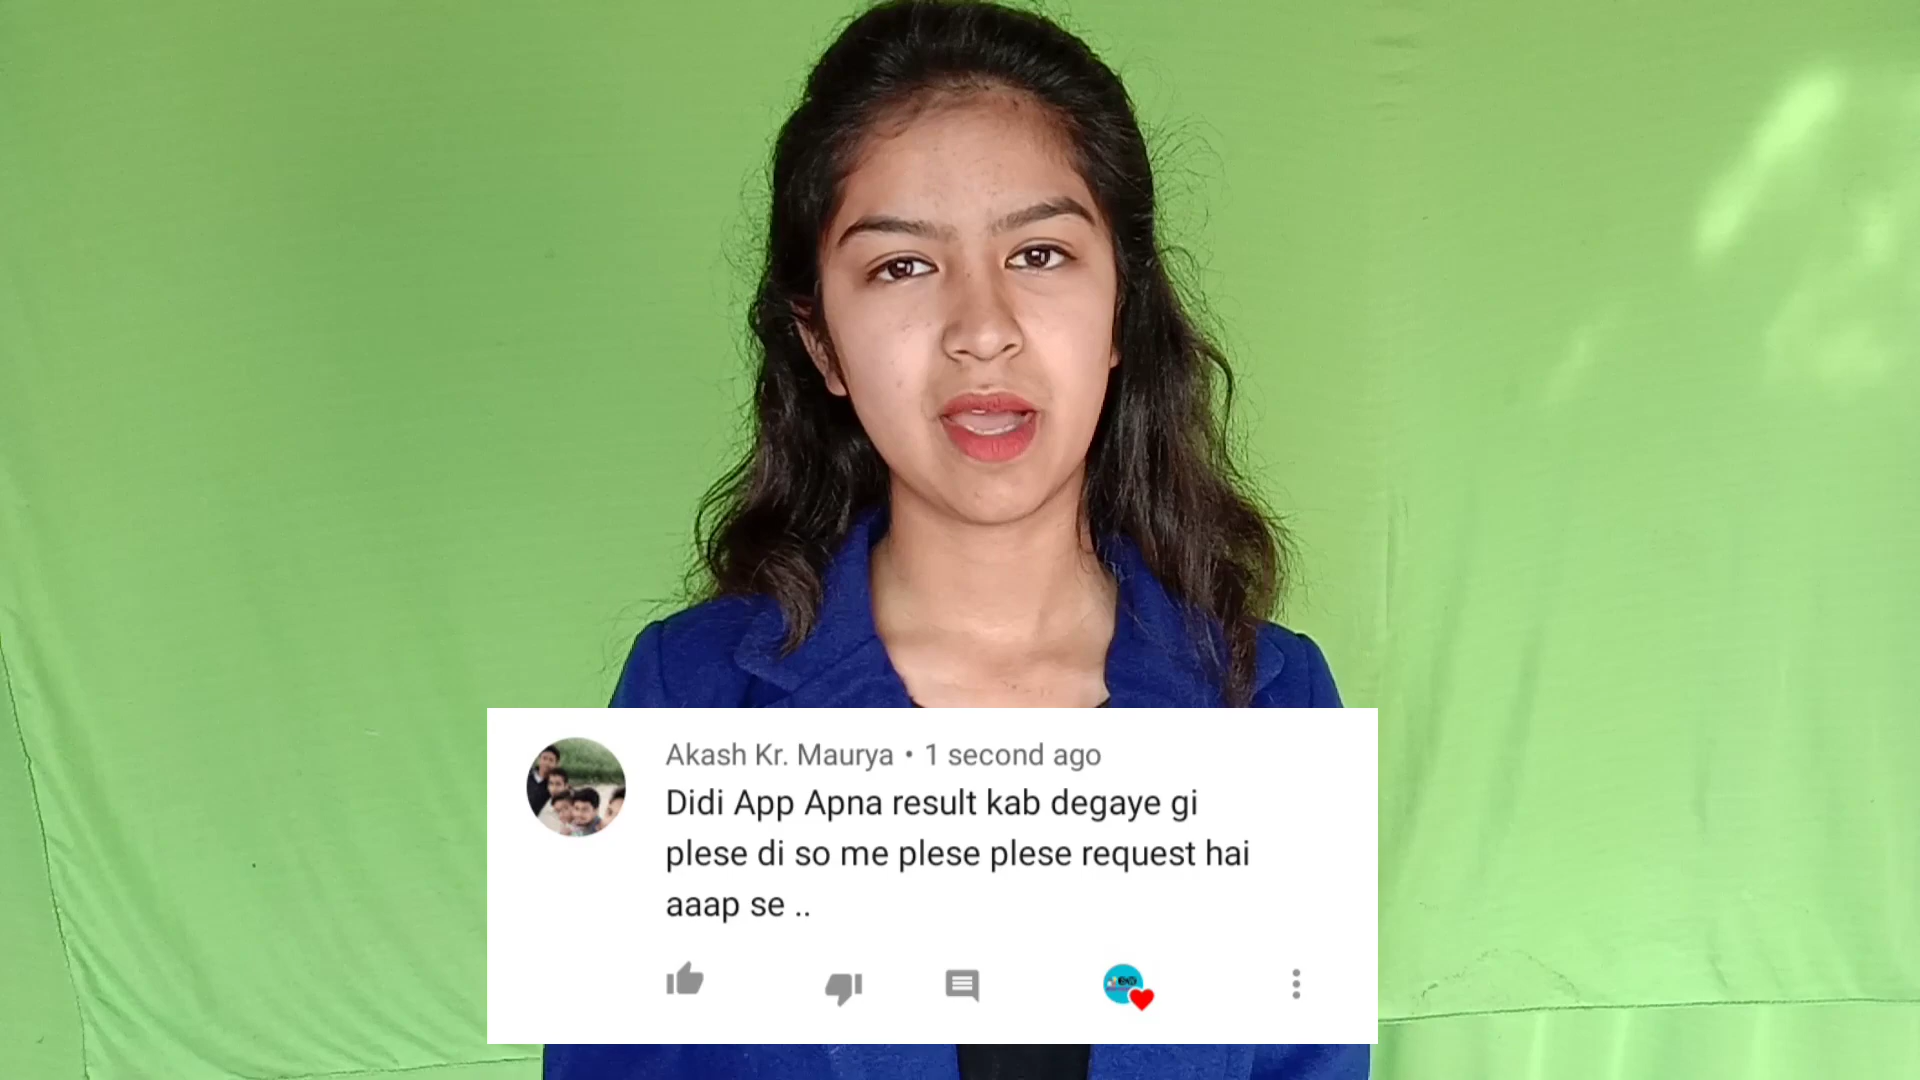 Akash Kr. Maurya • 1 second ago
Didi App Apna result kab degaye gi
plese di so me plese plese request hai
aaap se ..